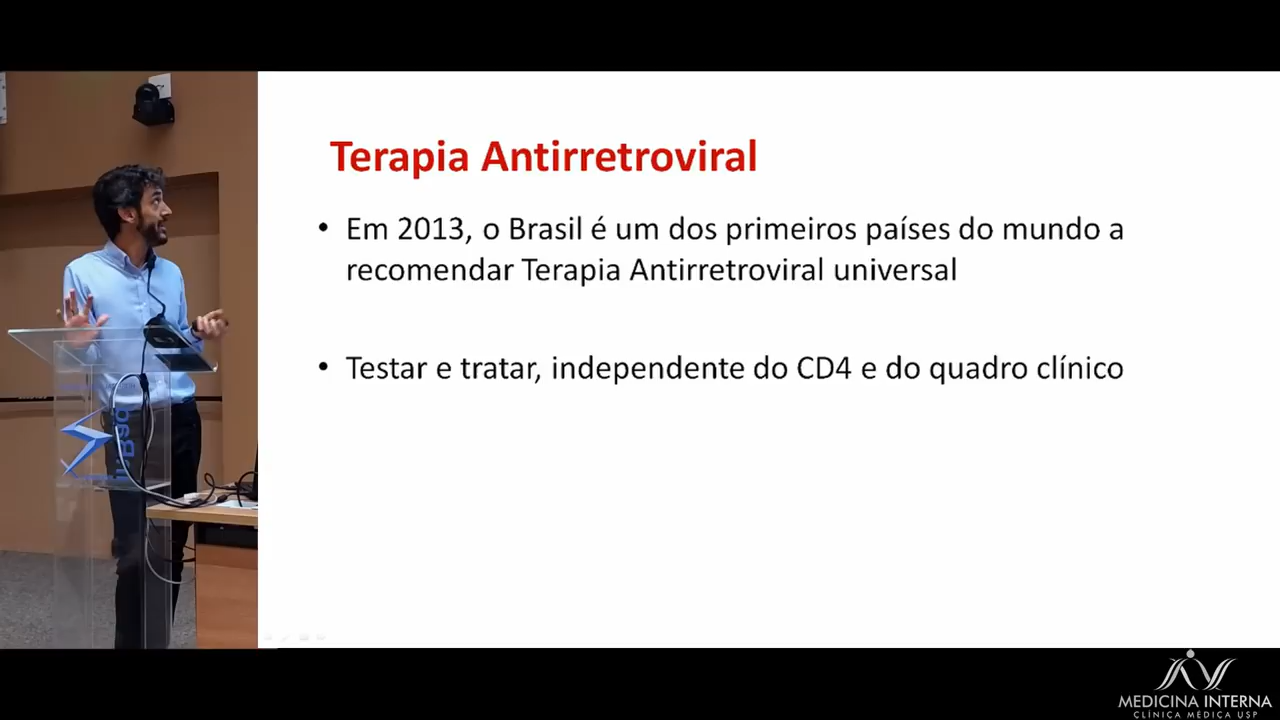 Terapia Antirretroviral
• Em 2013, o Brasil é um dos primeiros países do mundo a
recomendar Terapia Antirretroviral universal
• Testar e tratar, independente do CD4 e do quadro clínico
MEDICINA INTERNA
CLÍNICA MÉDICA USP